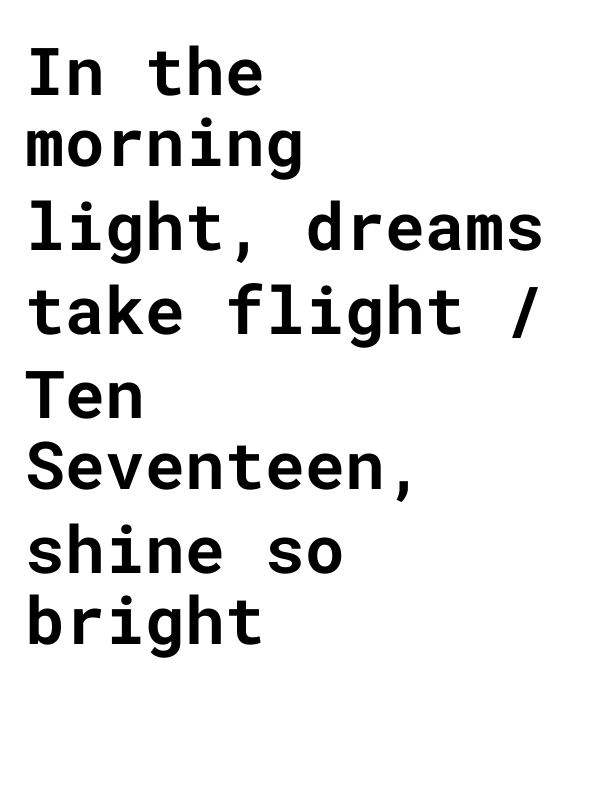 In the
morning
light, dreams
take flight /
Ten
Seventeen,
shine so
bright